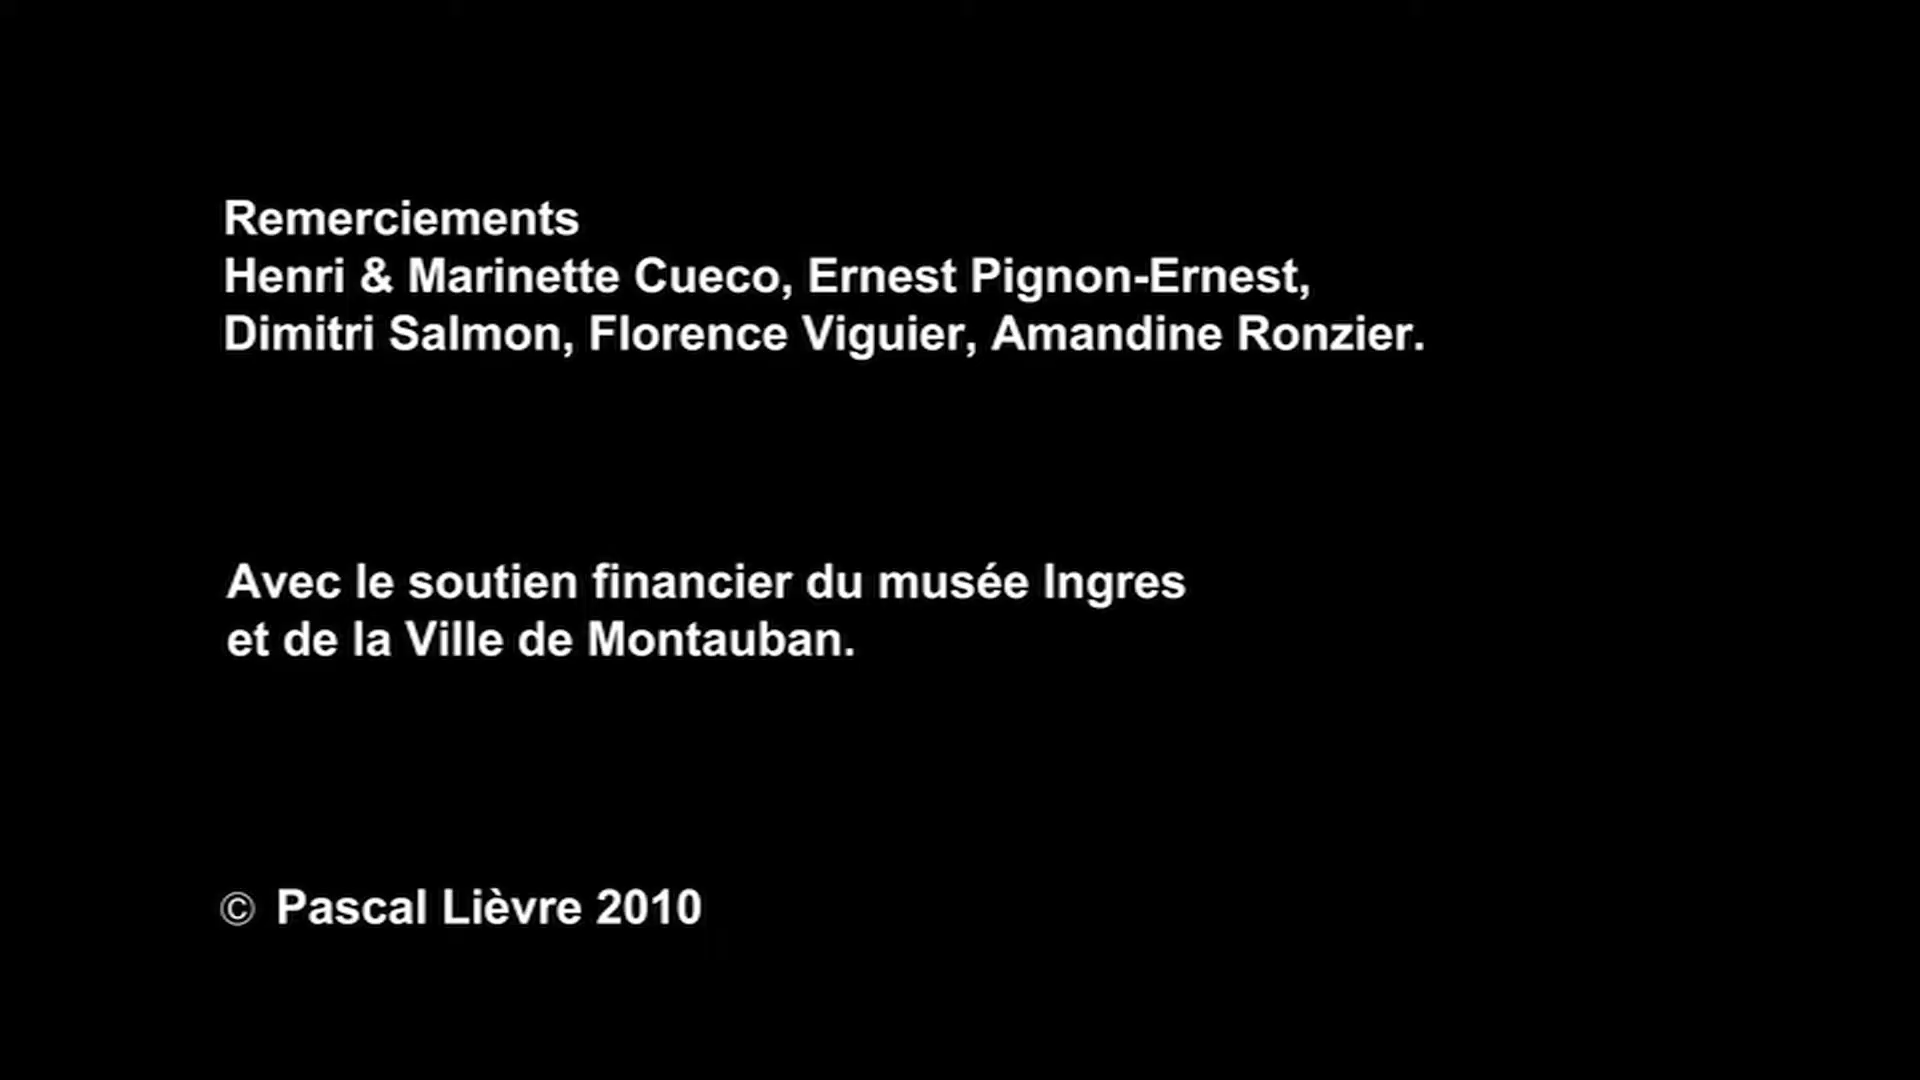 Remerciements
Henri & Marinette Cueco, Ernest Pignon-Ernest,
Dimitri Salmon, Florence Viguier, Amandine Ronzier.
Avec le soutien financier du musée Ingres
et de la Ville de Montauban.
© Pascal Lièvre 2010